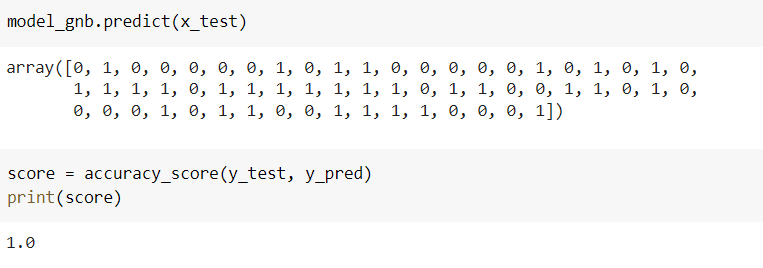 model_gnb.predict(x_test)
array([0, 1, 0, 0, 0, 0, 0, 1, 0, 1, 1, 0, 0, 0, 0, 0, 1, 0, 1, 0, 1, 0,
1, 1, 1, 1, 0, 1, 1, 1, 1, 1, 1, 1, 0, 1, 1, 0, 0, 1, 1, 0, 1, 0,
0, 0, 0, 1, 0, 1, 1, 0, 0, 1, 1, 1, 1, 0, 0, 0, 1])
score = accuracy_score(y_test, y_pred)
print(score)
1.0